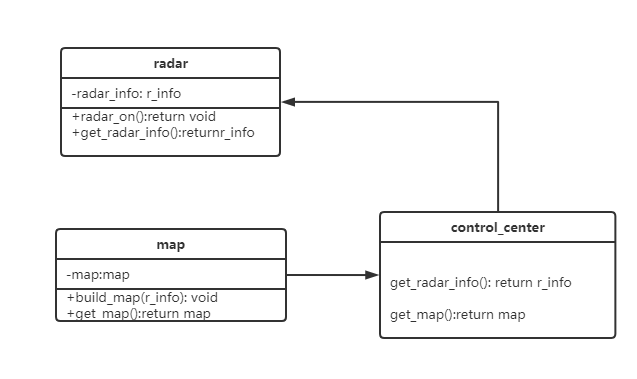 radar
-radar_info: r_info
+radar_on():return void
+get_radar_info():returnr_info
map
-map:map
+build_map(r_info): void
+get_map():return map
control_center
get_radar_info(): return r_info
get_map():return map